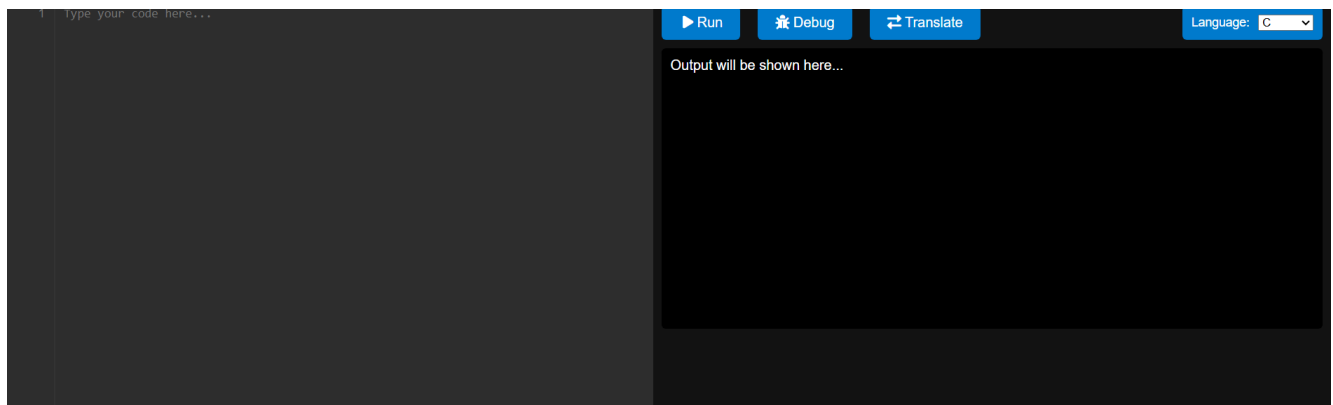 1 Type your code here...
Run Debug Translate Language: C
Output will be shown here...